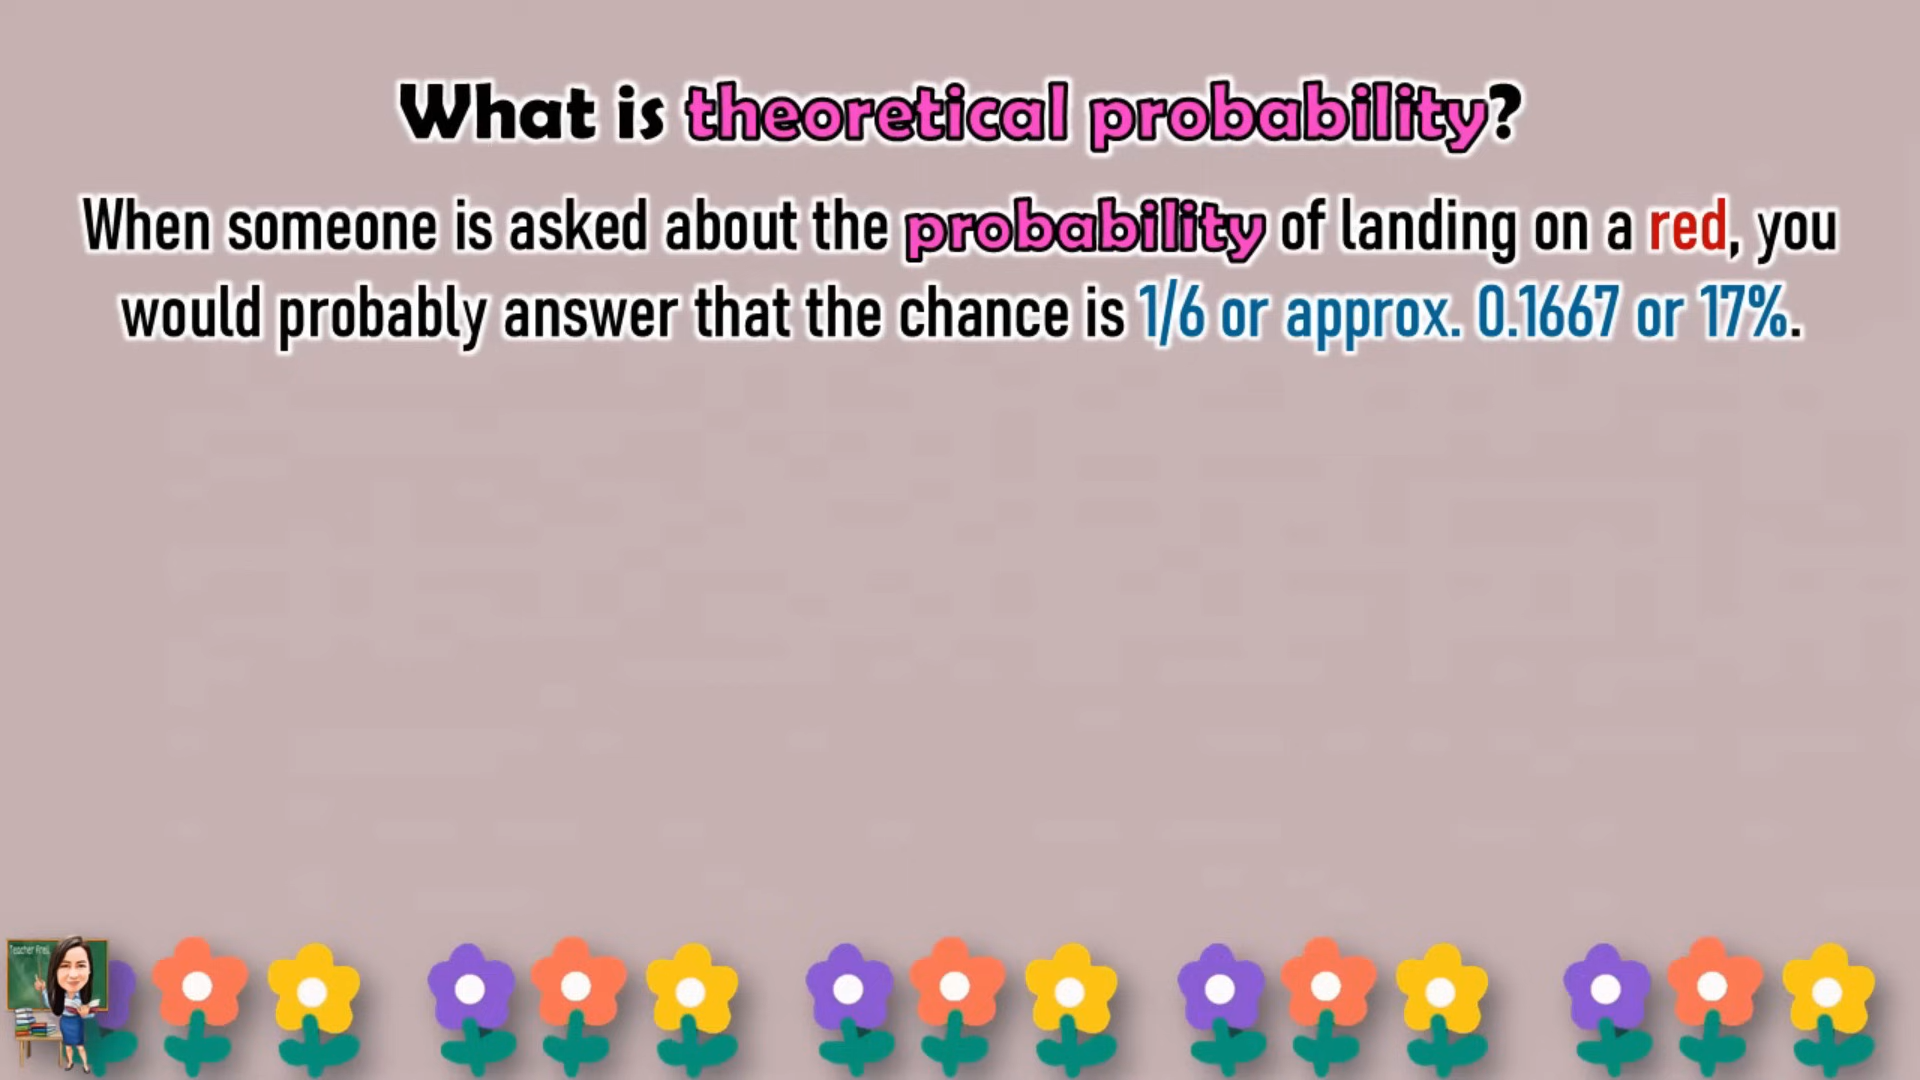 What is theoretical probability?
When someone is asked about the probability of landing on a red, you
would probably answer that the chance is 1/6 or approx. 0.1667 or 17%.